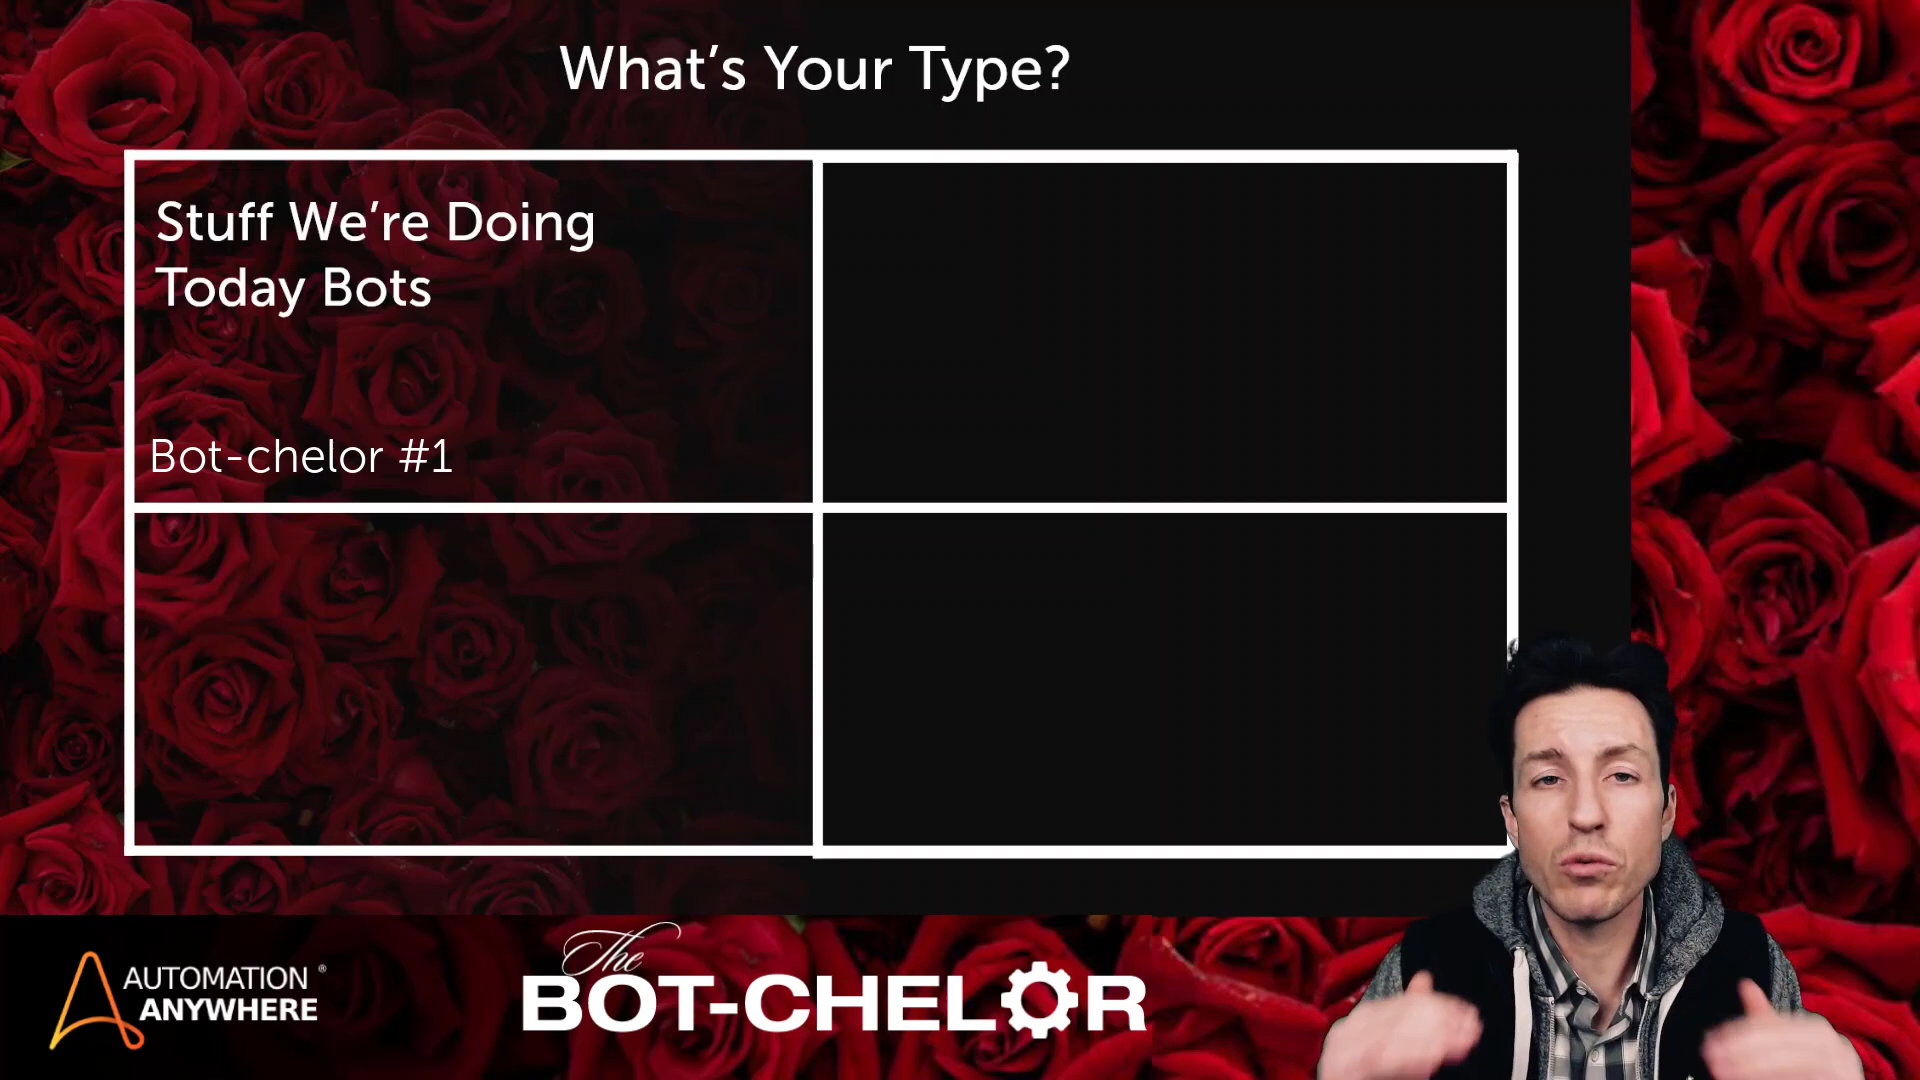 What’s Your Type?
Stuff We’re Doing
Today Bots
Bot-chelor #1
AUTOMATION ®
ANYWHERE
The
BOT-CHELOR